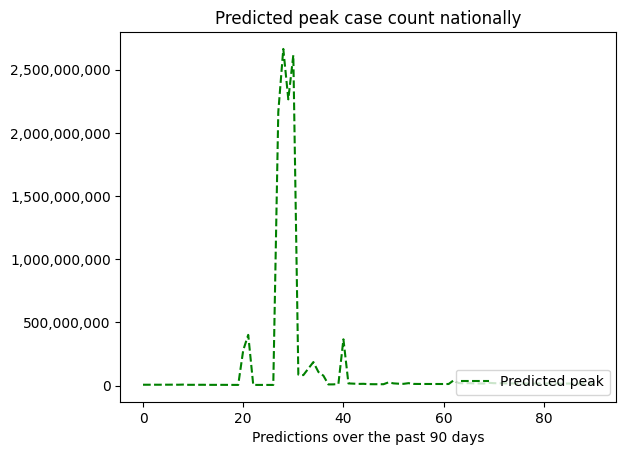 Predicted peak case count nationally
2,500,000,000
2,000,000,000
1,500,000,000
1,000,000,000
500,000,000
0
Predicted peak
0 20 40 60 80
Predictions over the past 90 days